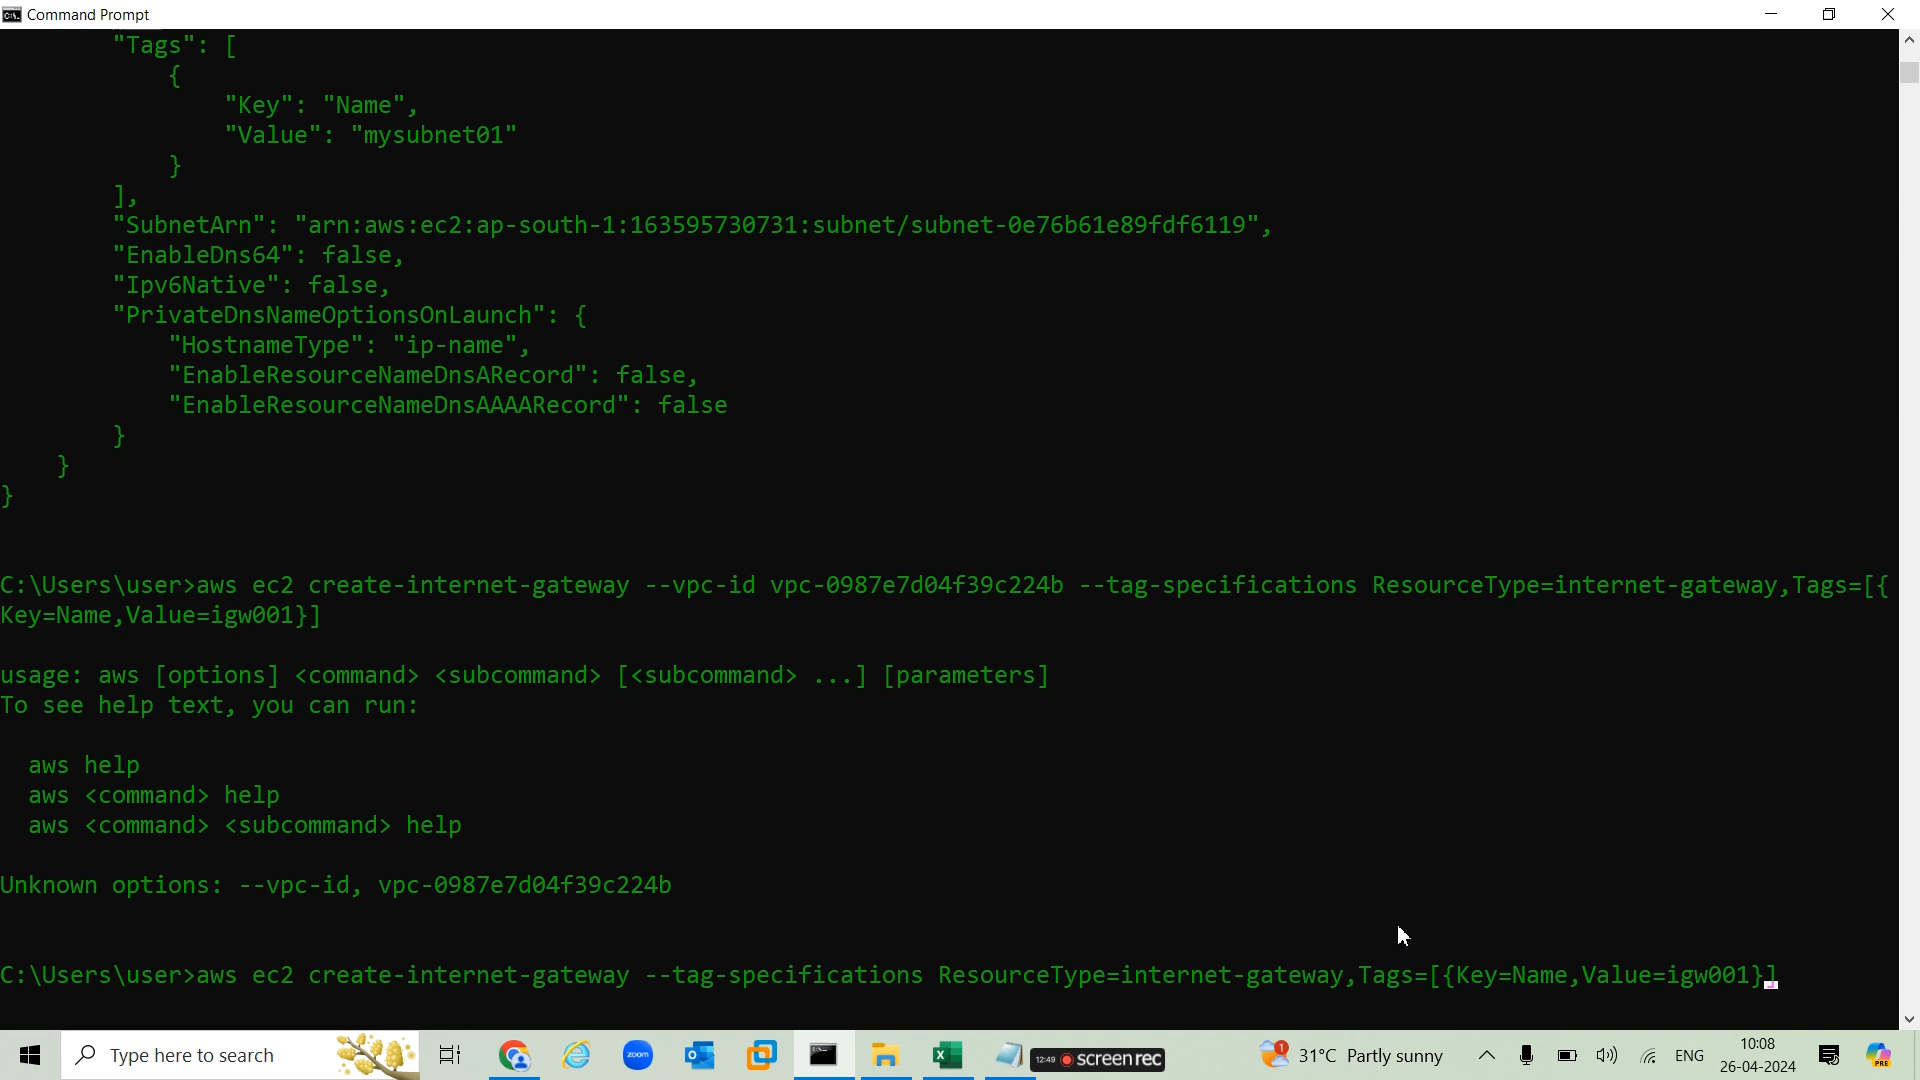 Command Prompt
"Tags": [
{
"Key": "Name",
"Value": "mysubnet01"
}
],
"SubnetArn": "arn:aws:ec2:ap-south-1:163595730731:subnet/subnet-0e76b61e89fdf6119",
"EnableDns64": false,
"Ipv6Native": false,
"PrivateDnsNameOptionsOnLaunch": {
"HostnameType": "ip-name",
"EnableResourceNameDnsARecord": false,
"EnableResourceNameDnsAAAARecord": false
}
}
}
C:\Users\user>aws ec2 create-internet-gateway --vpc-id vpc-0987e7d04f39c224b --tag-specifications ResourceType=internet-gateway,Tags=[{
Key=Name,Value=igw001}]
usage: aws [options] <command> <subcommand> [<subcommand> ...] [parameters]
To see help text, you can run:
aws help
aws <command> help
aws <command> <subcommand> help
Unknown options: --vpc-id, vpc-0987e7d04f39c224b
C:\Users\user>aws ec2 create-internet-gateway --tag-specifications ResourceType=internet-gateway,Tags=[{Key=Name,Value=igw001}]
Type here to search
zoom
12:49 screenrec
1
31°C Partly sunny
ENG
10:08
26-04-2024
PRE